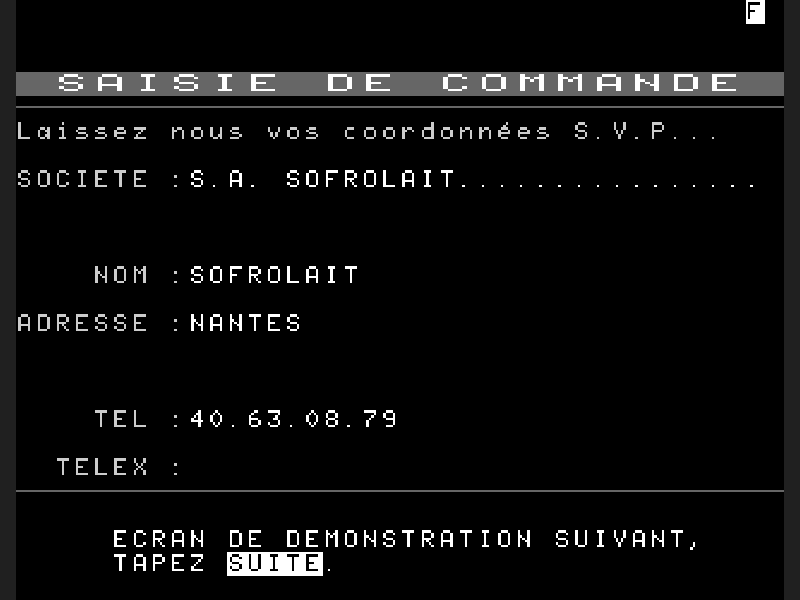 F
SAISIE DE COMMANDE
Laissez nous vos coordonnées S.V.P...
SOCIETE :S.A. SOFROLAIT................
NOM :SOFROLAIT
ADRESSE :NANTES
TEL :40.63.08.79
TELEX :
ECRAN DE DEMONSTRATION SUIVANT,
TAPEZ SUITE.